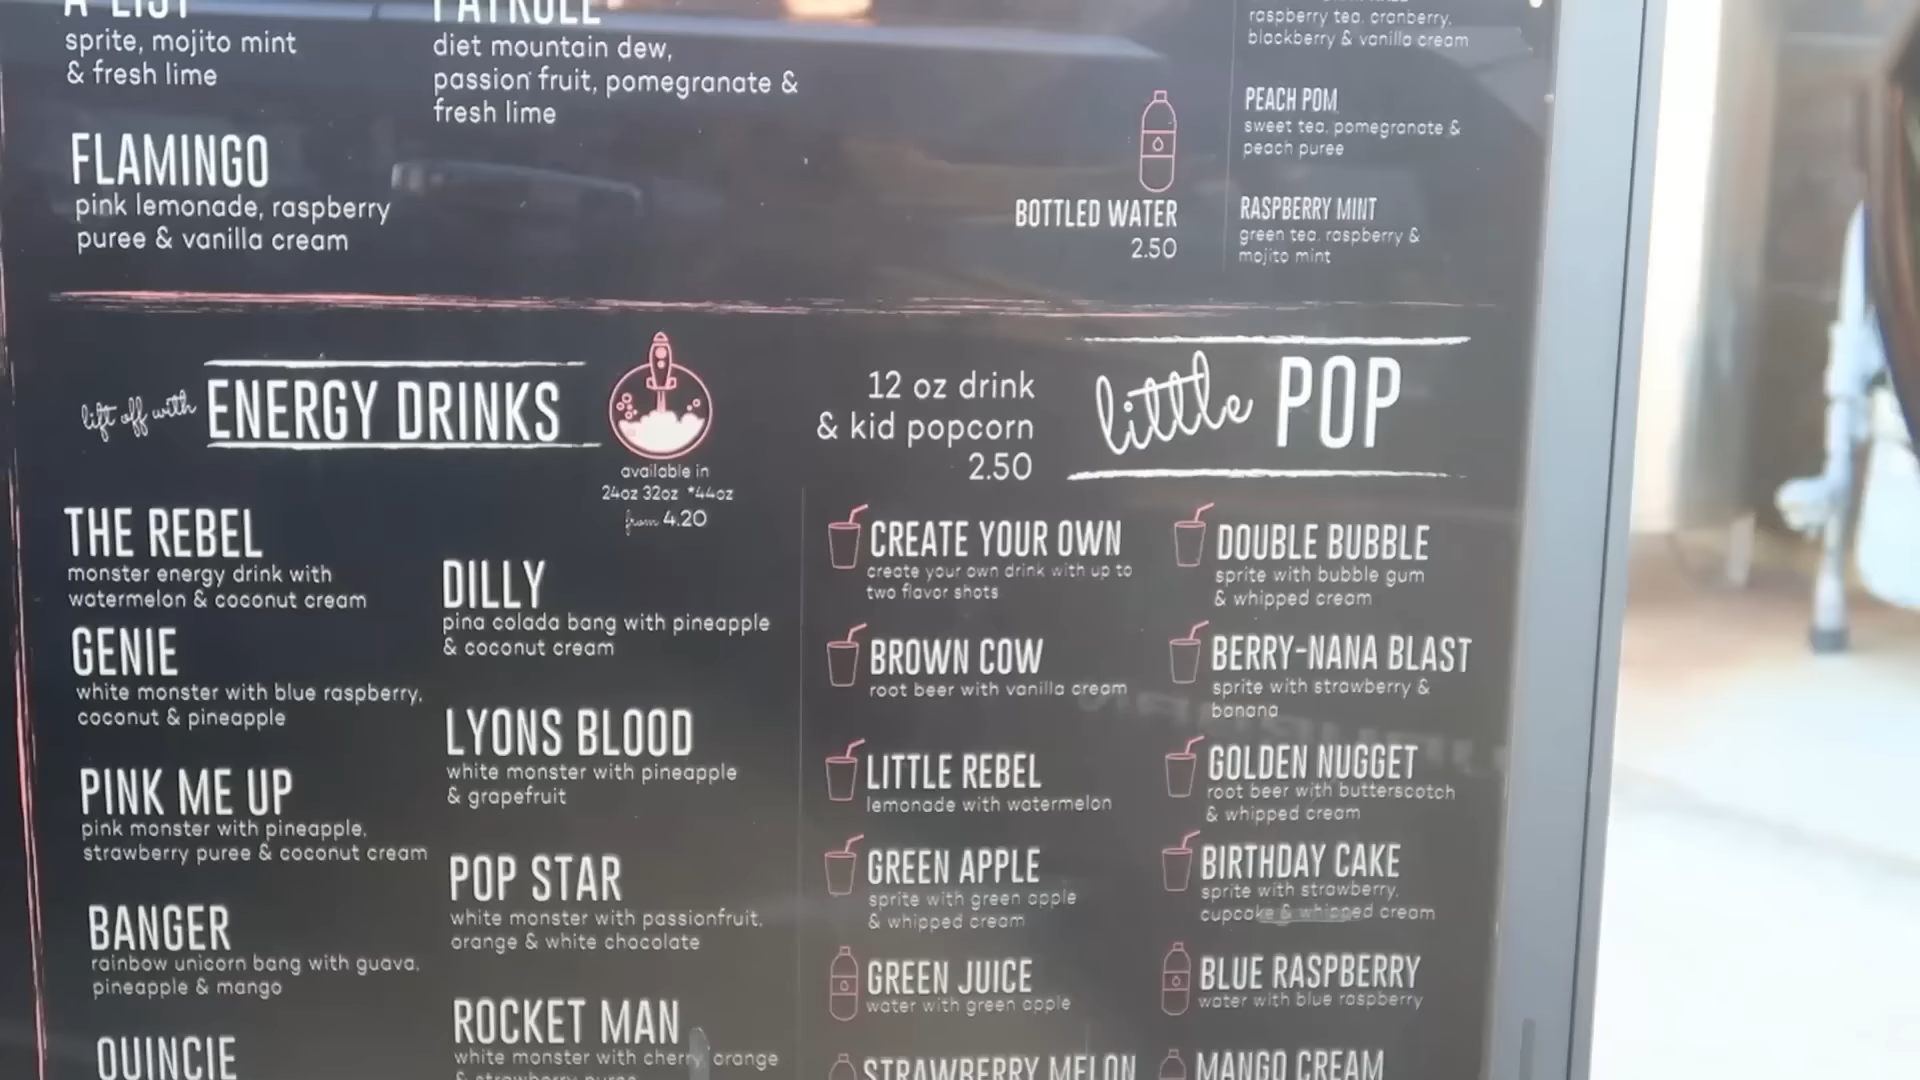 A-LIST
sprite, mojito mint
& fresh lime
FLAMINGO
pink lemonade, raspberry
puree & vanilla cream
diet mountain dew,
passion fruit, pomegranate &
fresh lime
BOTTLED WATER
2.50
raspberry tea, cranberry,
blackberry & vanilla cream
PEACH POM
sweet tea, pomegranate &
peach puree
RASPBERRY MINT
green tea, raspberry &
mojito mint
lift off with ENERGY DRINKS
available in
24oz 32oz *44oz
from 4.20
THE REBEL
monster energy drink with
watermelon & coconut cream
GENIE
white monster with blue raspberry,
coconut & pineapple
PINK ME UP
pink monster with pineapple,
strawberry puree & coconut cream
BANGER
rainbow unicorn bang with guava,
pineapple & mango
QUINCIE
DILLY
pina colada bang with pineapple
& coconut cream
LYONS BLOOD
white monster with pineapple
& grapefruit
POP STAR
white monster with passionfruit,
orange & white chocolate
ROCKET MAN
white monster with cherry orange
& strawberry puree
12 oz drink
& kid popcorn
2.50
little POP
CREATE YOUR OWN
create your own drink with up to
two flavor shots
BROWN COW
root beer with vanilla cream
LITTLE REBEL
lemonade with watermelon
GREEN APPLE
sprite with green apple
& whipped cream
GREEN JUICE
water with green apple
STRAWBERRY MELON
DOUBLE BUBBLE
sprite with bubble gum
& whipped cream
BERRY-NANA BLAST
sprite with strawberry &
banana
GOLDEN NUGGET
root beer with butterscotch
& whipped cream
BIRTHDAY CAKE
sprite with strawberry,
cupcake & whipped cream
BLUE RASPBERRY
water with blue raspberry
MANGO CREAM